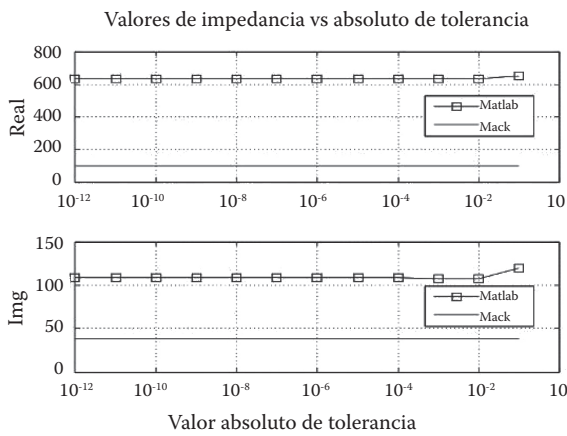 Valores de impedancia vs absoluto de tolerancia
800
600
400
200
0
Real
Matlab
Mack
10⁻¹² 10⁻¹⁰ 10⁻⁸ 10⁻⁶ 10⁻⁴ 10⁻² 10
150
100
50
0
Img
Matlab
Mack
10⁻¹² 10⁻¹⁰ 10⁻⁸ 10⁻⁶ 10⁻⁴ 10⁻² 10
Valor absoluto de tolerancia